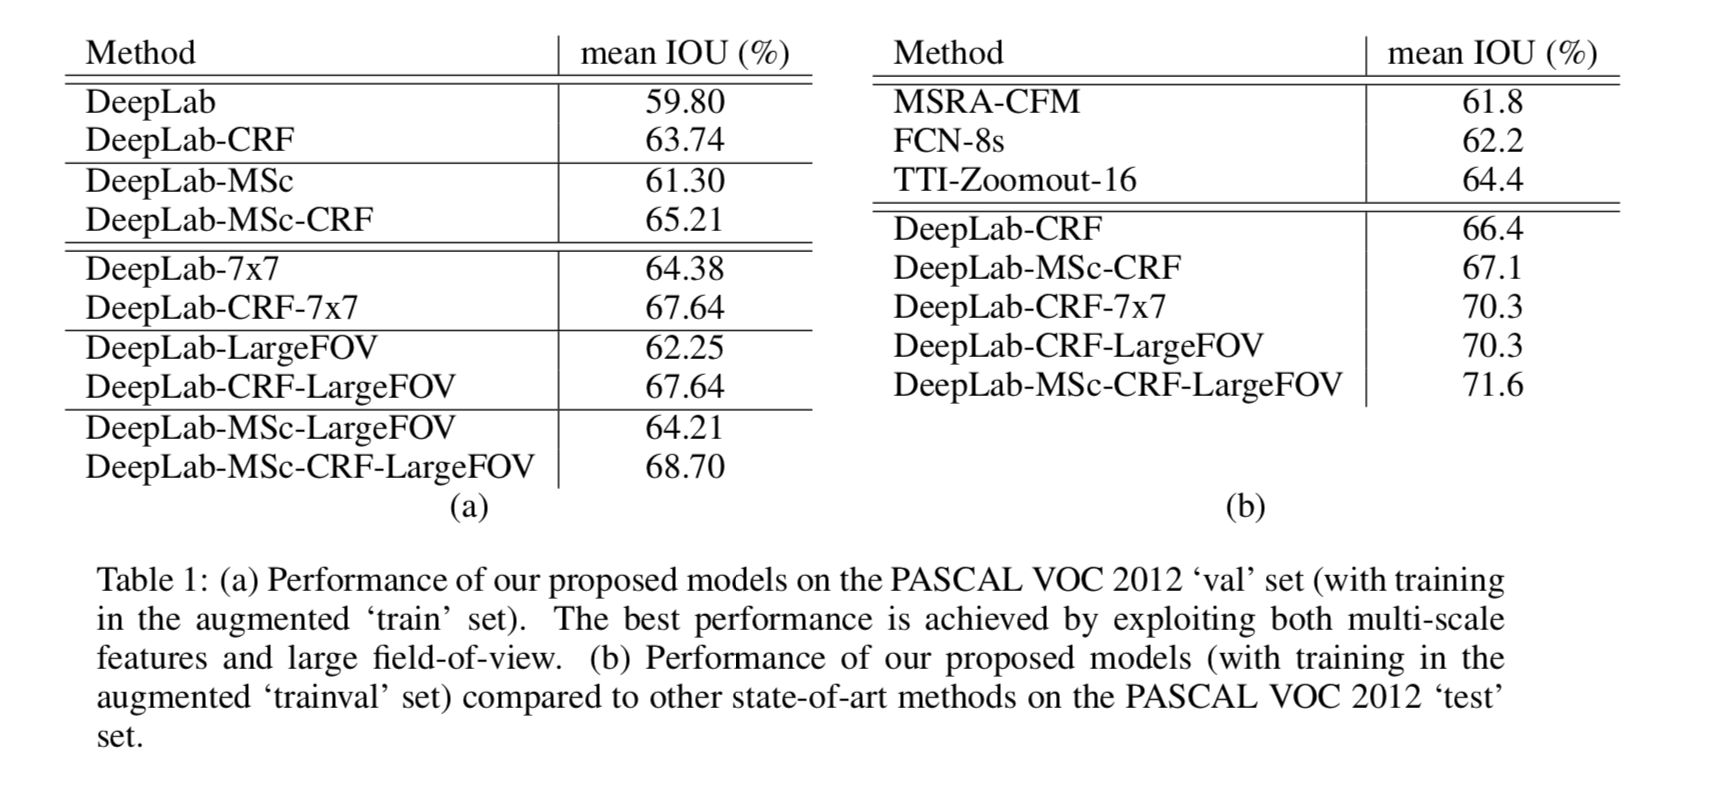 Method mean IOU (%)
DeepLab 59.80
DeepLab-CRF 63.74
DeepLab-MSc 61.30
DeepLab-MSc-CRF 65.21
DeepLab-7x7 64.38
DeepLab-CRF-7x7 67.64
DeepLab-LargeFOV 62.25
DeepLab-CRF-LargeFOV 67.64
DeepLab-MSc-LargeFOV 64.21
DeepLab-MSc-CRF-LargeFOV 68.70
(a)
Method mean IOU (%)
MSRA-CFM 61.8
FCN-8s 62.2
TTI-Zoomout-16 64.4
DeepLab-CRF 66.4
DeepLab-MSc-CRF 67.1
DeepLab-CRF-7x7 70.3
DeepLab-CRF-LargeFOV 70.3
DeepLab-MSc-CRF-LargeFOV 71.6
(b)
Table 1: (a) Performance of our proposed models on the PASCAL VOC 2012 ‘val’ set (with training
in the augmented ‘train’ set). The best performance is achieved by exploiting both multi-scale
features and large field-of-view. (b) Performance of our proposed models (with training in the
augmented ‘trainval’ set) compared to other state-of-art methods on the PASCAL VOC 2012 ‘test’
set.